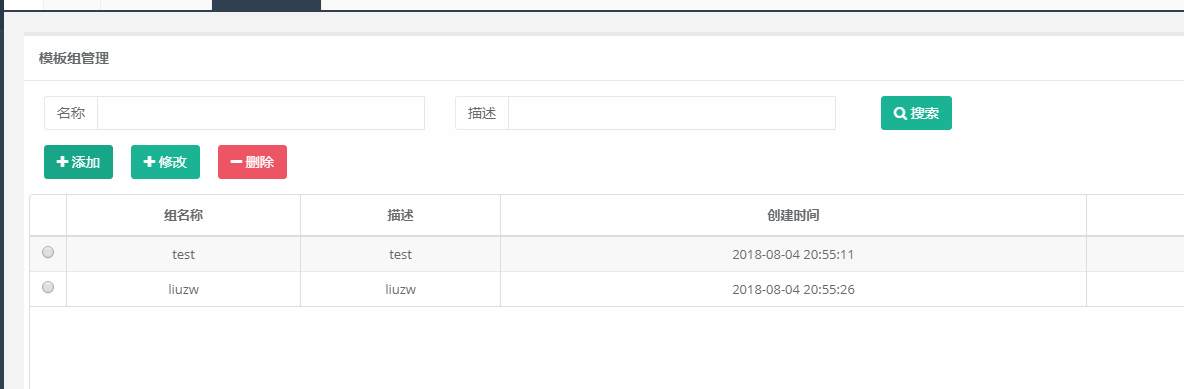 模板组管理
名称 描述 搜索
添加 修改 删除
组名称 描述 创建时间
test test 2018-08-04 20:55:11
liuzw liuzw 2018-08-04 20:55:26